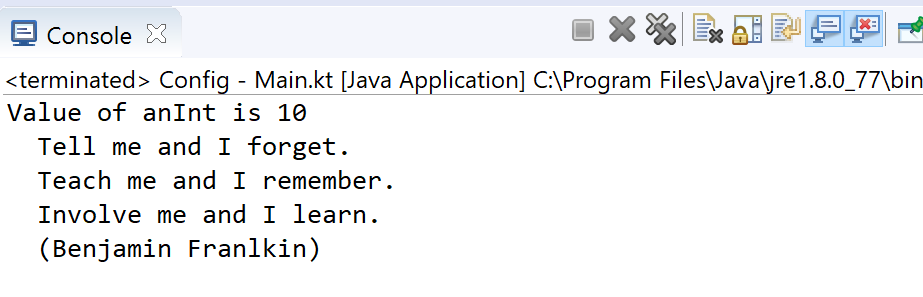 Console
<terminated> Config - Main.kt [Java Application] C:\Program Files\Java\jre1.8.0_77\bin
Value of anInt is 10
Tell me and I forget.
Teach me and I remember.
Involve me and I learn.
(Benjamin Franlkin)